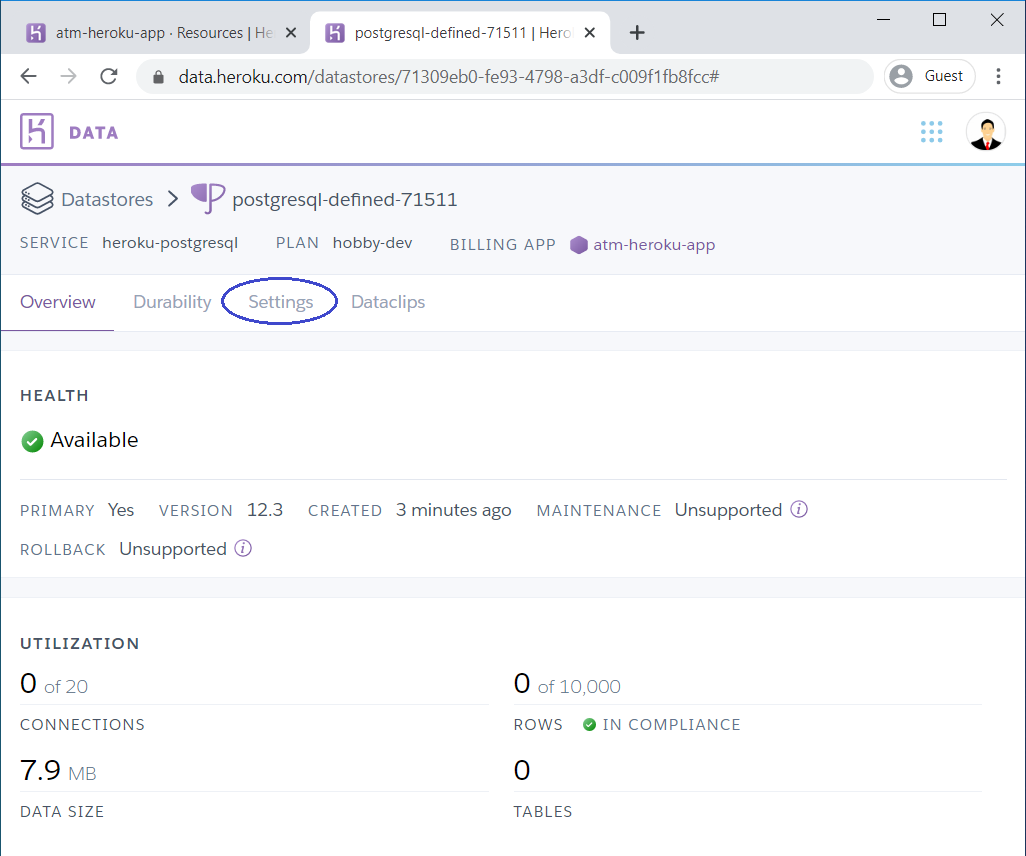 atm-heroku-app · Resources | He
postgresql-defined-71511 | Hero
data.heroku.com/datastores/71309eb0-fe93-4798-a3df-c009f1fb8fcc#
Guest
DATA
Datastores > postgresql-defined-71511
SERVICE heroku-postgresql PLAN hobby-dev BILLING APP atm-heroku-app
Overview Durability Settings Dataclips
HEALTH
Available
PRIMARY Yes VERSION 12.3 CREATED 3 minutes ago MAINTENANCE Unsupported
ROLLBACK Unsupported
UTILIZATION
0 of 20 0 of 10,000
CONNECTIONS ROWS IN COMPLIANCE
7.9 MB 0
DATA SIZE TABLES